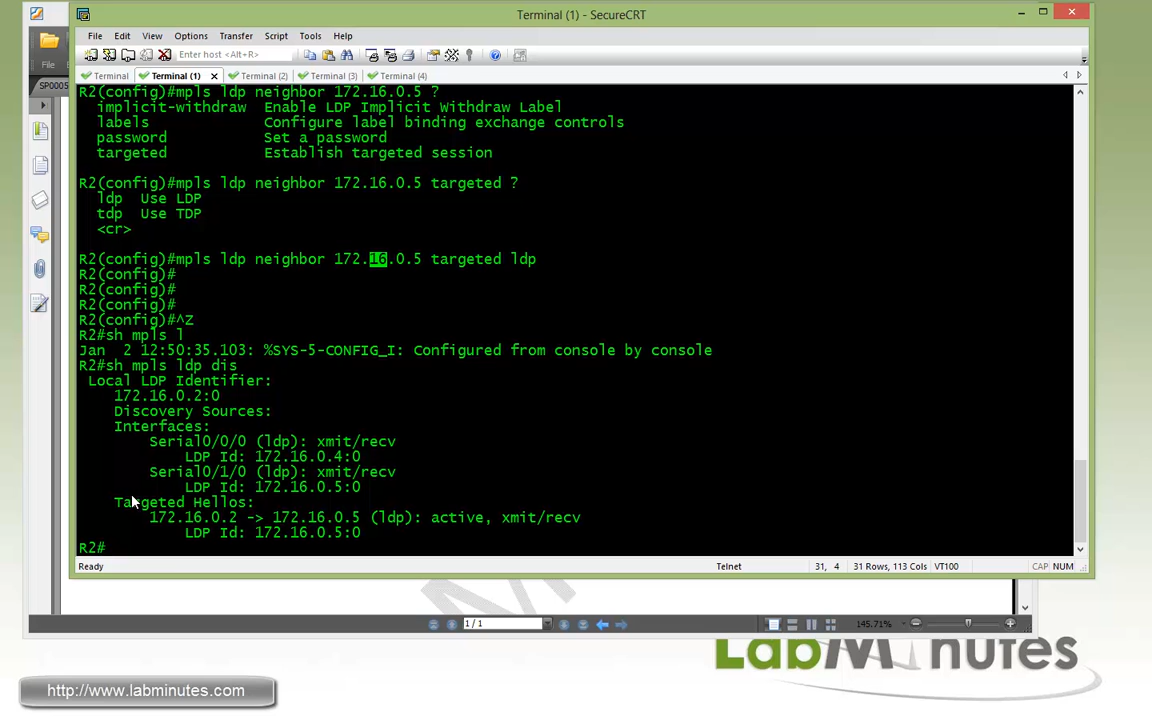 Terminal (1) - SecureCRT
File Edit View Options Transfer Script Tools Help
Enter host <Alt+R>
Terminal Terminal (1) Terminal (2) Terminal (3) Terminal (4)
File
SP0005
R2(config)#mpls ldp neighbor 172.16.0.5 ?
implicit-withdraw Enable LDP Implicit Withdraw Label
labels Configure label binding exchange controls
password Set a password
targeted Establish targeted session
R2(config)#mpls ldp neighbor 172.16.0.5 targeted ?
ldp Use LDP
tdp Use TDP
<cr>
R2(config)#mpls ldp neighbor 172.16.0.5 targeted ldp
R2(config)#
R2(config)#
R2(config)#
R2(config)#^Z
R2#sh mpls l
Jan 2 12:50:35.103: %SYS-5-CONFIG_I: Configured from console by console
R2#sh mpls ldp dis
Local LDP Identifier:
172.16.0.2:0
Discovery Sources:
Interfaces:
Serial0/0/0 (ldp): xmit/recv
LDP Id: 172.16.0.4:0
Serial0/1/0 (ldp): xmit/recv
LDP Id: 172.16.0.5:0
Targeted Hellos:
172.16.0.2 -> 172.16.0.5 (ldp): active, xmit/recv
LDP Id: 172.16.0.5:0
R2#
Ready Telnet 31, 4 31 Rows, 113 Cols VT100 CAP NUM
1 / 1 145.71%
LabMinutes
http://www.labminutes.com